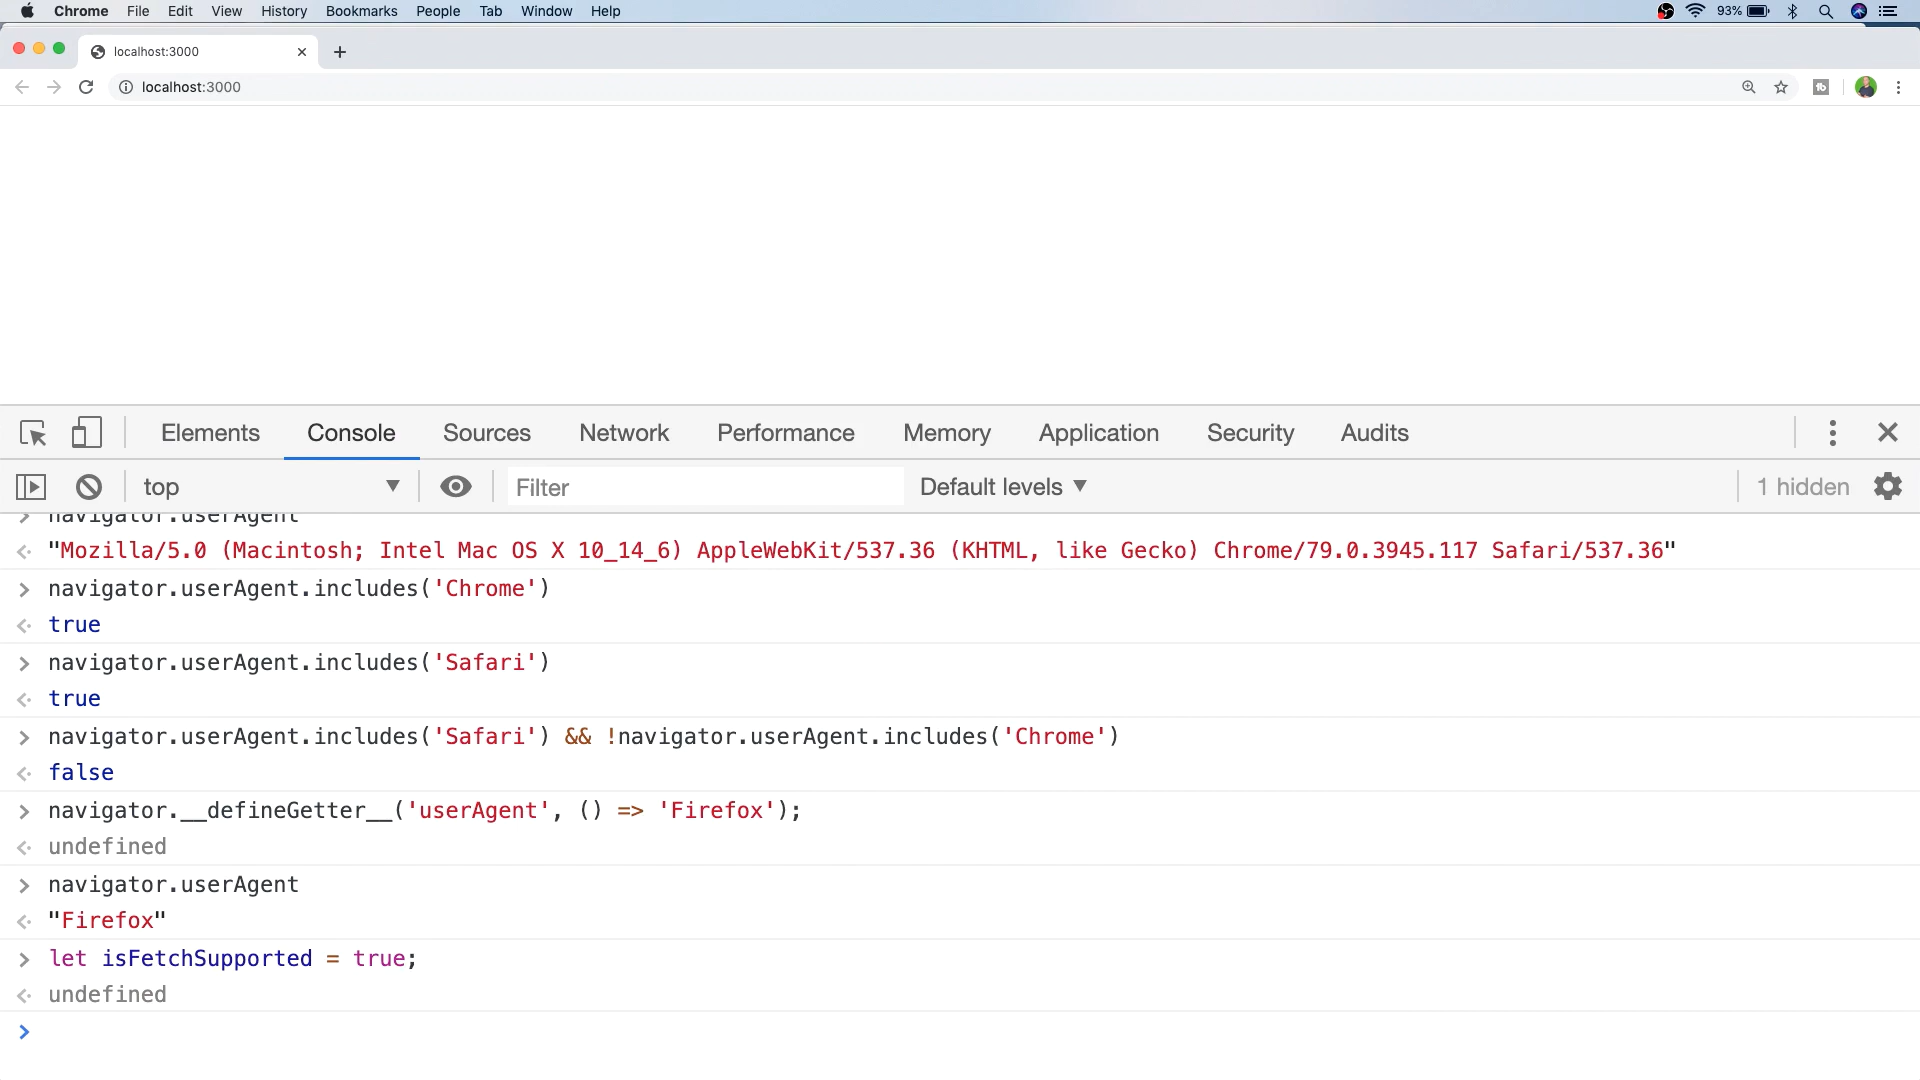 Chrome File Edit View History Bookmarks People Tab Window Help 93%
localhost:3000
localhost:3000
Elements Console Sources Network Performance Memory Application Security Audits
top Filter Default levels 1 hidden
> navigator.userAgent
"Mozilla/5.0 (Macintosh; Intel Mac OS X 10_14_6) AppleWebKit/537.36 (KHTML, like Gecko) Chrome/79.0.3945.117 Safari/537.36"
> navigator.userAgent.includes('Chrome')
true
> navigator.userAgent.includes('Safari')
true
> navigator.userAgent.includes('Safari') && !navigator.userAgent.includes('Chrome')
false
> navigator.__defineGetter__('userAgent', () => 'Firefox');
undefined
> navigator.userAgent
"Firefox"
> let isFetchSupported = true;
undefined
>